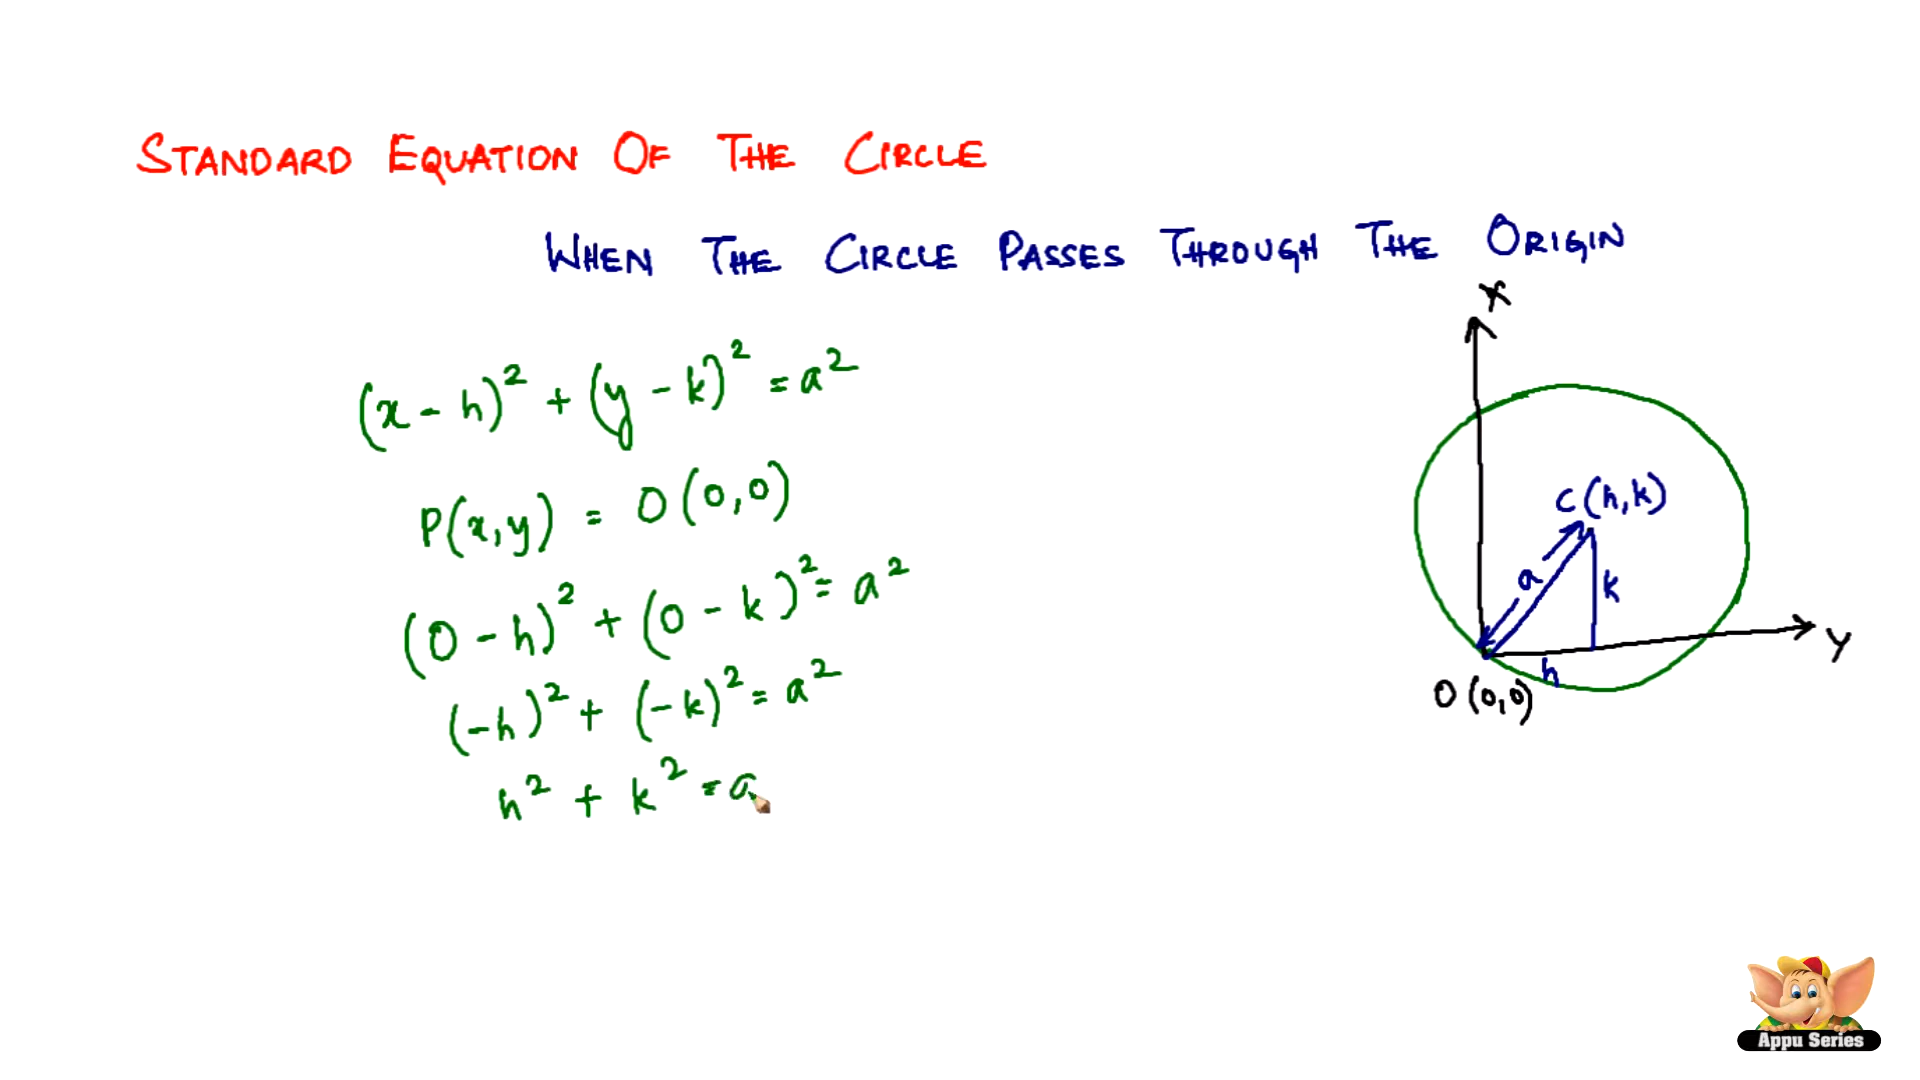 STANDARD EQUATION OF THE CIRCLE
WHEN THE CIRCLE PASSES THROUGH THE ORIGIN
(x - h)² + (y - k)² = a²
P(x, y) = O(0,0)
(0 - h)² + (0 - k)² = a²
(-h)² + (-k)² = a²
h² + k² = a
X
C(h,k)
a
k
Y
h
O(0,0)
Appu Series